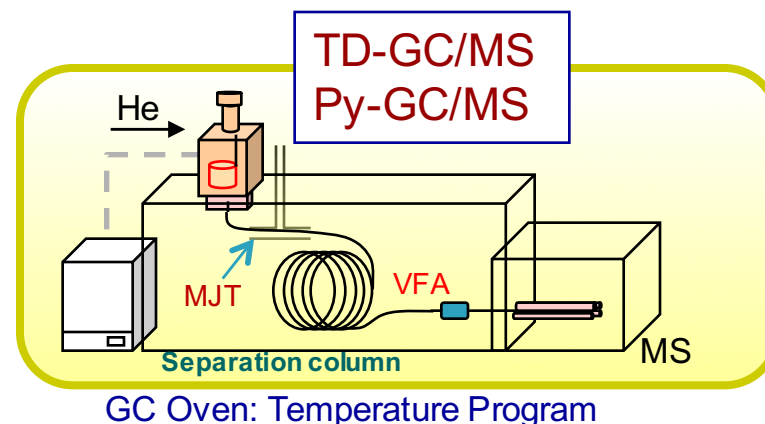 TD-GC/MS
Py-GC/MS
He
MJT
VFA
MS
Separation column
GC Oven: Temperature Program